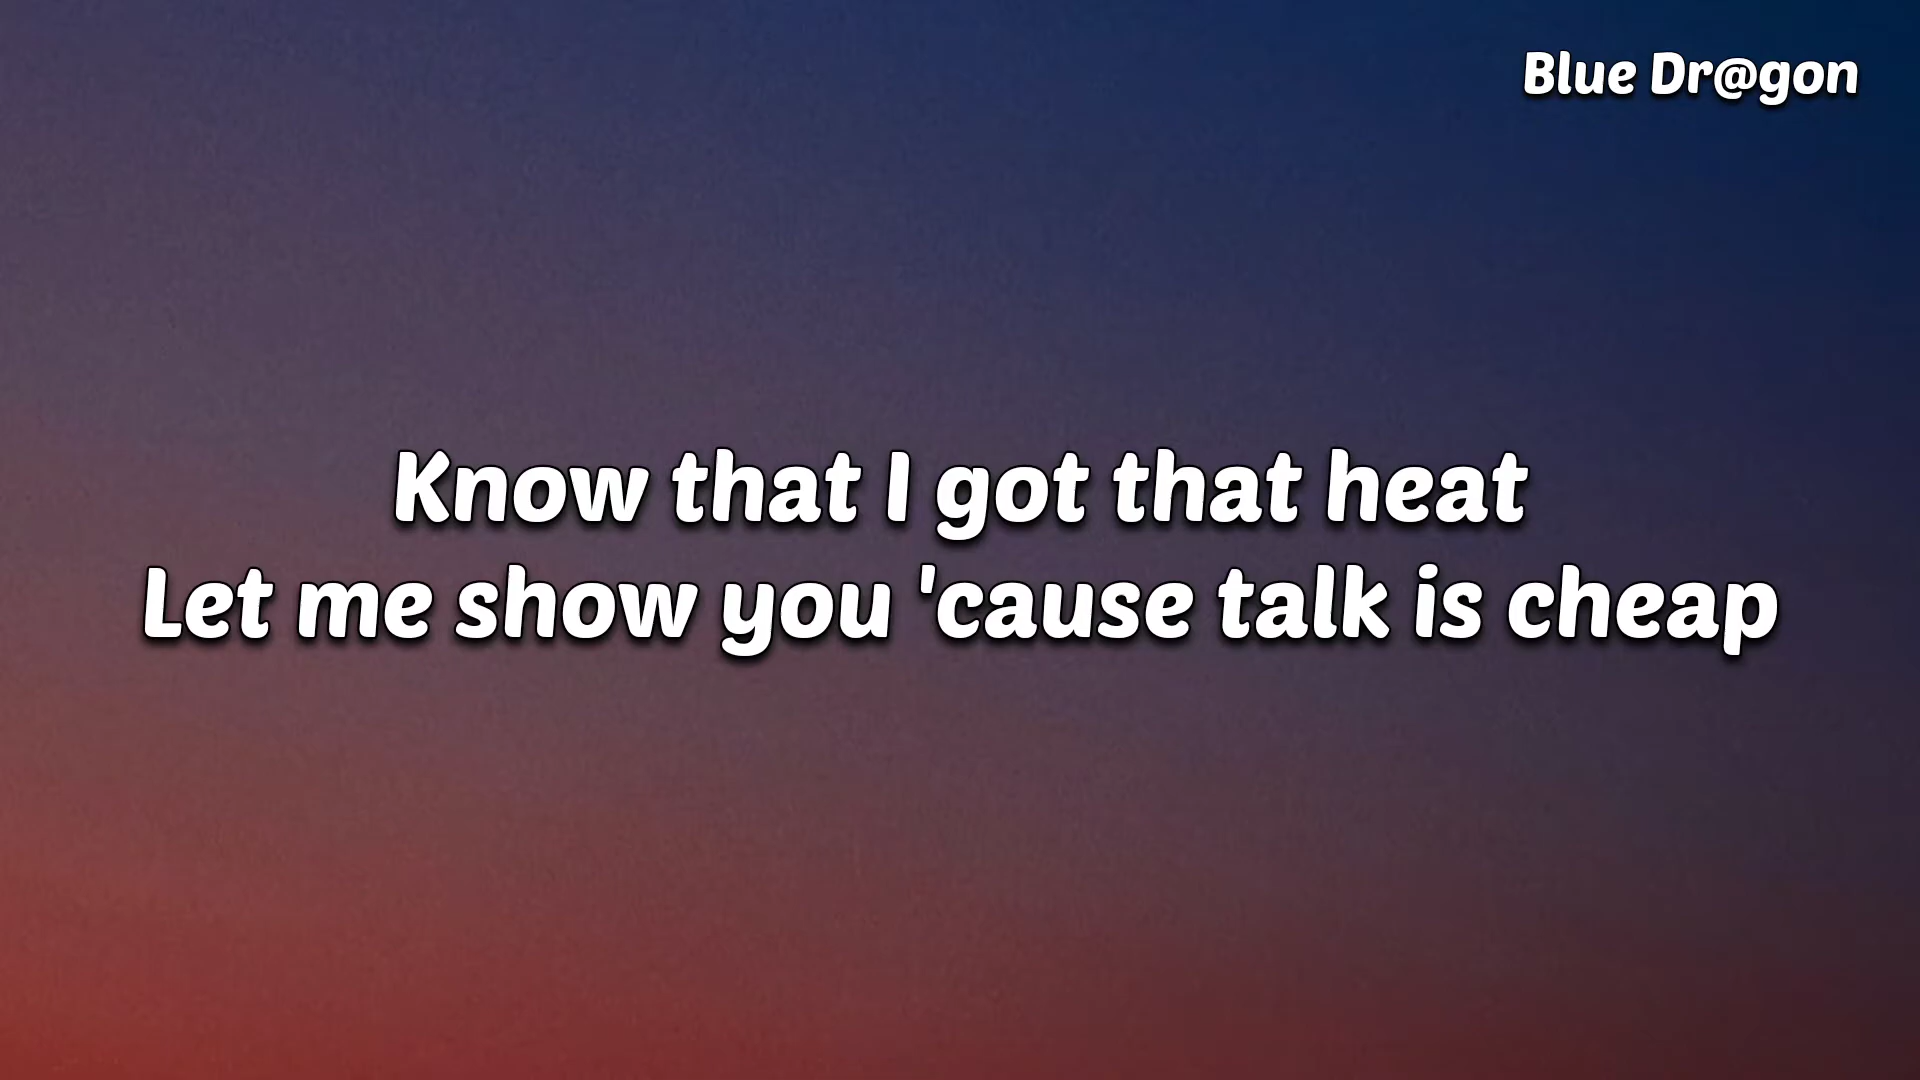 Blue Dr@gon
Know that I got that heat
Let me show you 'cause talk is cheap